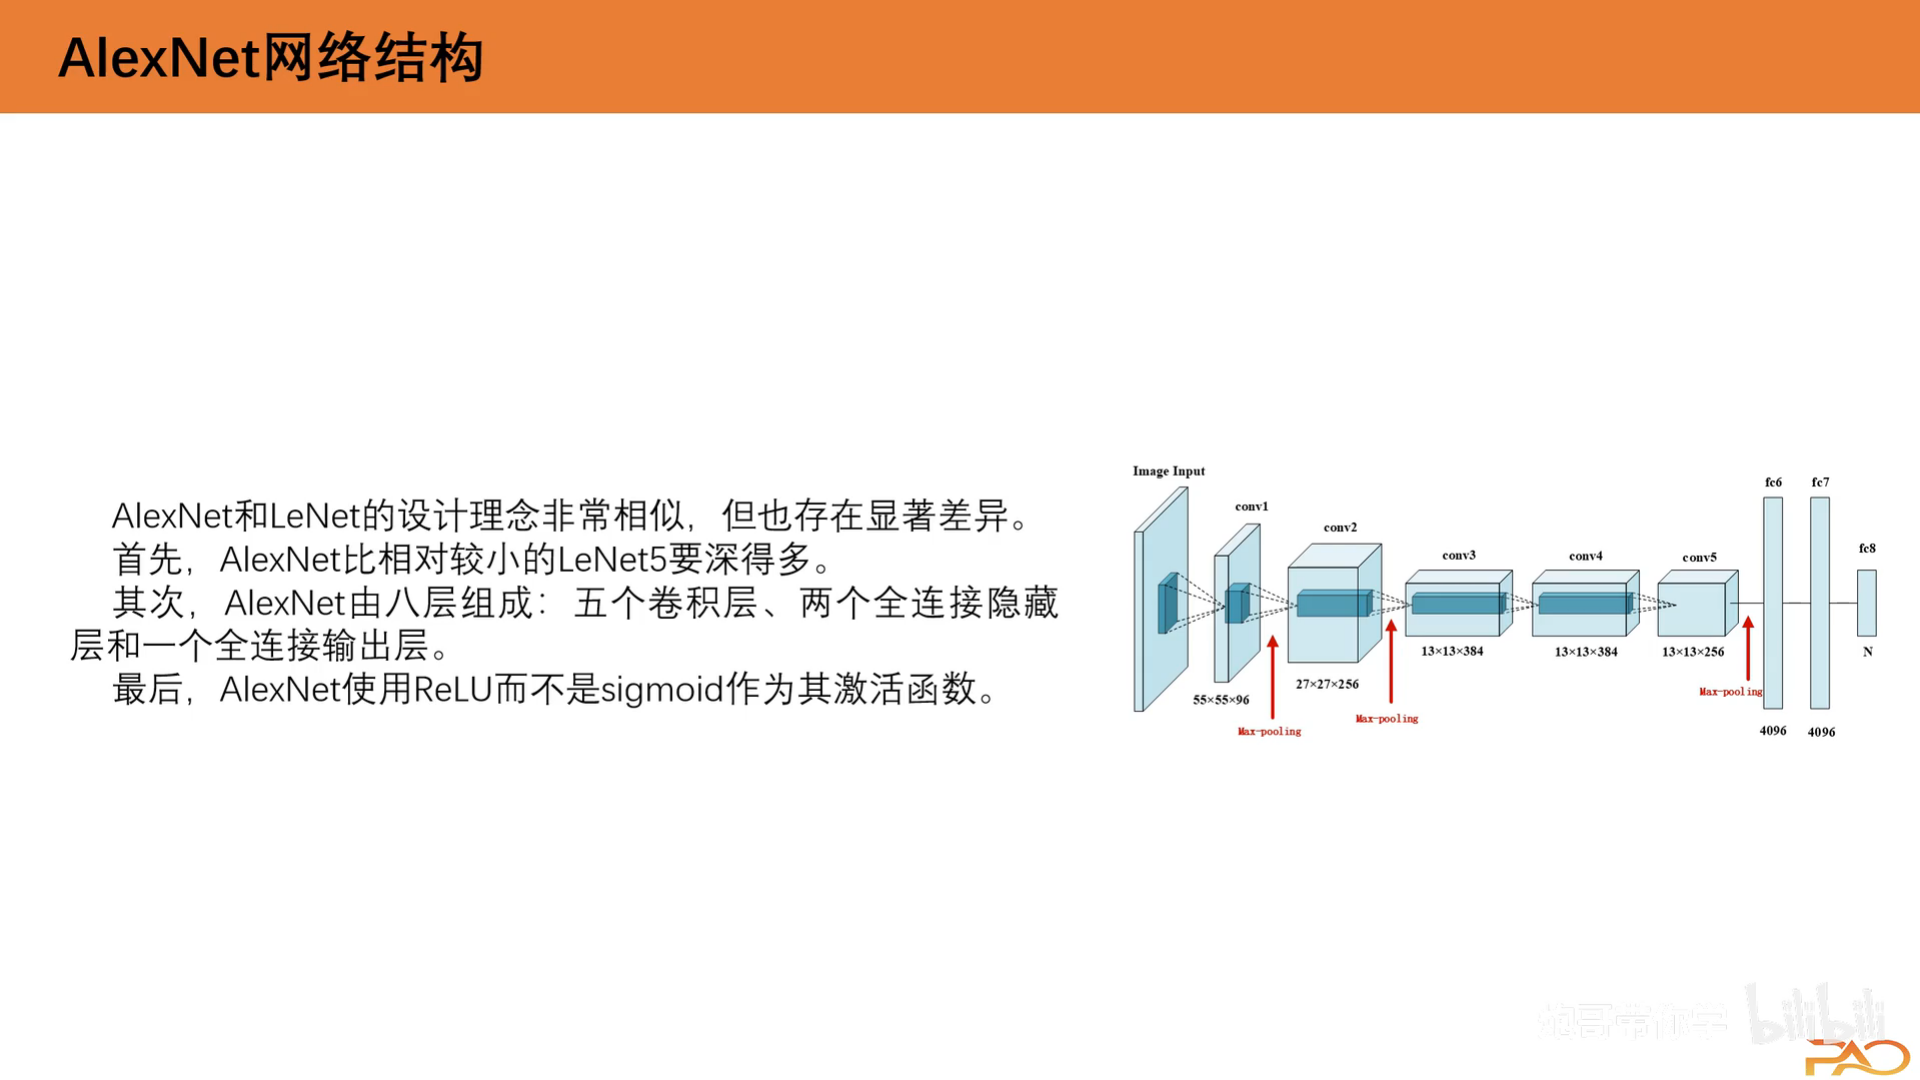 AlexNet网络结构
AlexNet和LeNet的设计理念非常相似，但也存在显著差异。
首先，AlexNet比相对较小的LeNet5要深得多。
其次，AlexNet由八层组成：五个卷积层、两个全连接隐藏
层和一个全连接输出层。
最后，AlexNet使用ReLU而不是sigmoid作为其激活函数。
Image Input
conv1
conv2
conv3
conv4
conv5
fc6
fc7
fc8
55×55×96
27×27×256
13×13×384
13×13×384
13×13×256
N
Max-pooling
Max-pooling
Max-pooling
4096
4096
炮哥带你学
bilibili
PAO